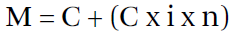 M = C + (C x i x n)